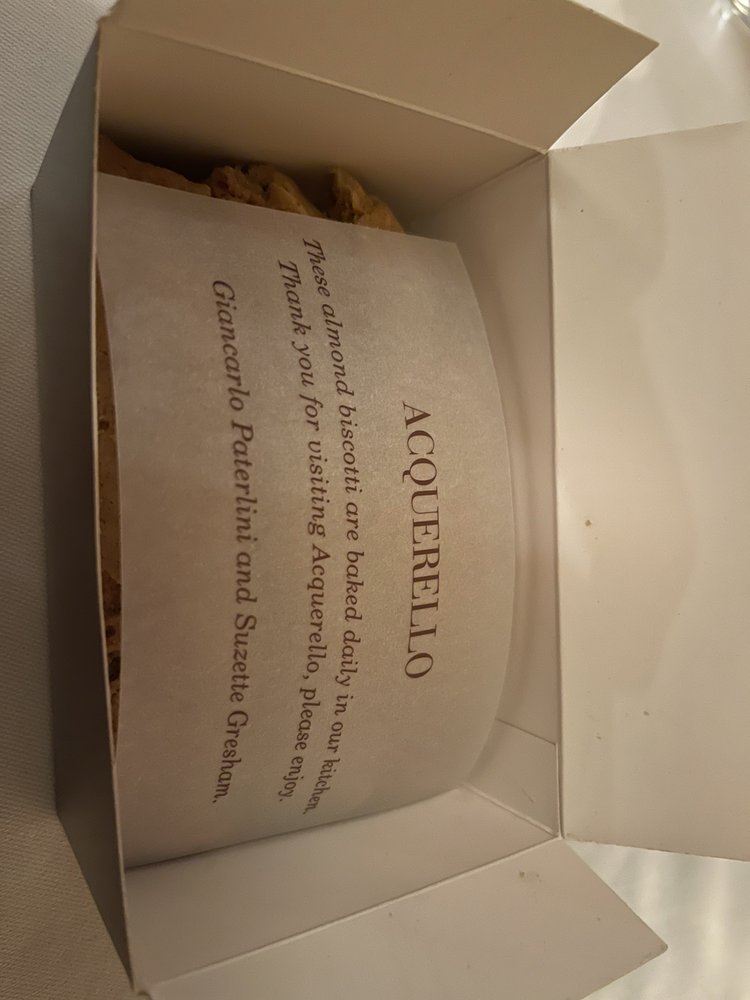 ACQUERELLO
These almond biscotti are baked daily in our kitchen,
Thank you for visiting Acquerello, please enjoy.
Giancarlo Paterlini and Suzette Gresham.